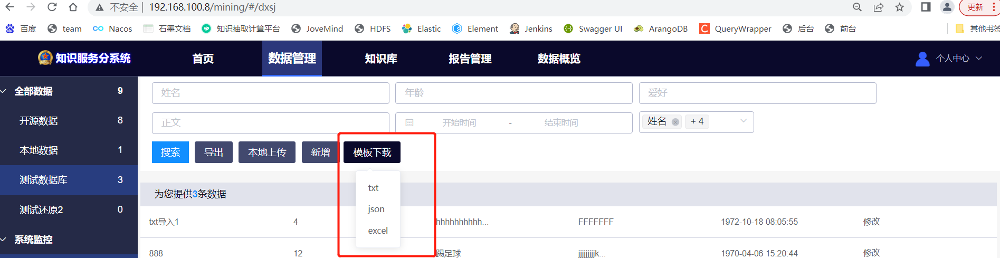 不安全 | 192.168.100.8/mining/#/dxsj 更新
百度 team Nacos 石墨文档 知识抽取计算平台 JoveMind HDFS Elastic Element Jenkins Swagger UI ArangoDB QueryWrapper 后台 前台 其他书签
知识服务分系统 首页 数据管理 知识库 报告管理 数据概览 个人中心
全部数据 9
开源数据 8
本地数据 1
测试数据库 3
测试还原2 0
系统监控
姓名 年龄 爱好
正文 开始时间 - 结束时间 姓名 + 4
搜索 导出 本地上传 新增 模板下载
txt
json
excel
为您提供3条数据
txt导入1 4 hhhhhhhhhh... FFFFFFF 1972-10-18 08:05:55 修改
888 12 踢足球 jjjjjjjjjk... 1970-04-06 15:20:44 修改